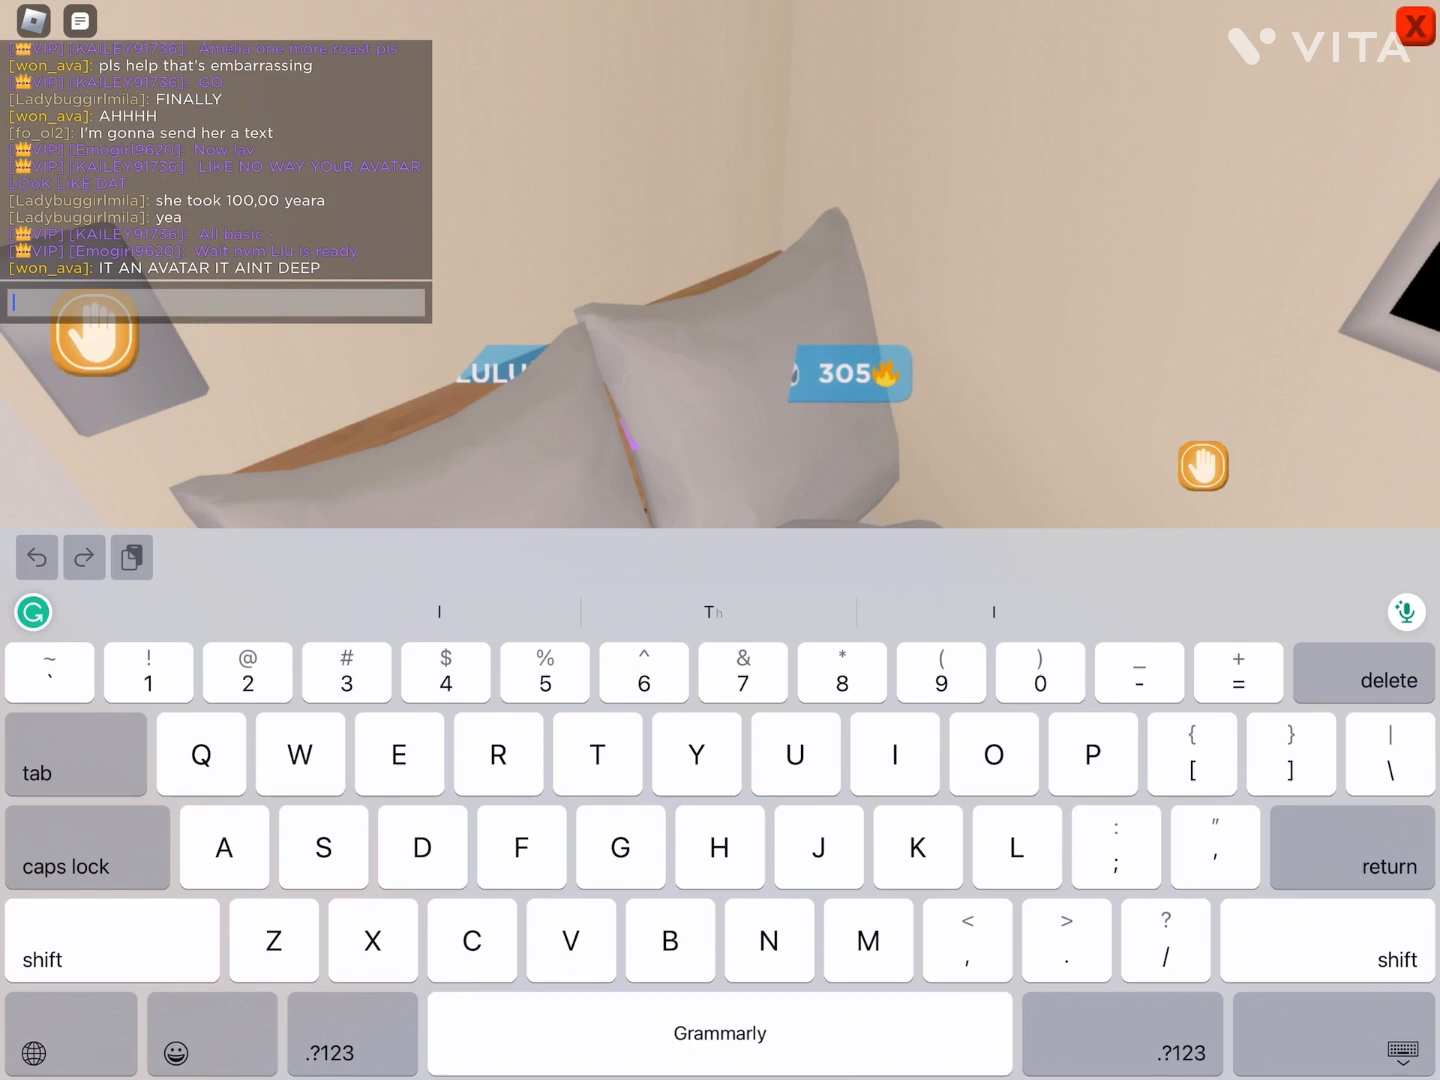 VITA
X
[👑VIP] [KAILEY91736]: Amelia one more roast pls
[won_ava]: pls help that's embarrassing
[👑VIP] [KAILEY91736]: GO
[Ladybuggirlmila]: FINALLY
[won_ava]: AHHHH
[fo_ol2]: I'm gonna send her a text
[👑VIP] [Emogirl9620]: Now lav
[👑VIP] [KAILEY91736]: LIKE NO WAY YOuR AVATAR
LOoK LiKE DAT
[Ladybuggirlmila]: she took 100,00 yeara
[Ladybuggirlmila]: yea
[👑VIP] [KAILEY91736]: All basic -
[👑VIP] [Emogirl9620]: Wait nvm Llu is ready
[won_ava]: IT AN AVATAR IT AINT DEEP
LULU 305🔥
I Th I
~ ! @ # $ % ^ & * ( ) _ +
` 1 2 3 4 5 6 7 8 9 0 - = delete
tab Q W E R T Y U I O P { [ } ] | \
caps lock A S D F G H J K L : ; " ' return
shift Z X C V B N M < , > . ? / shift
.?123 Grammarly .?123